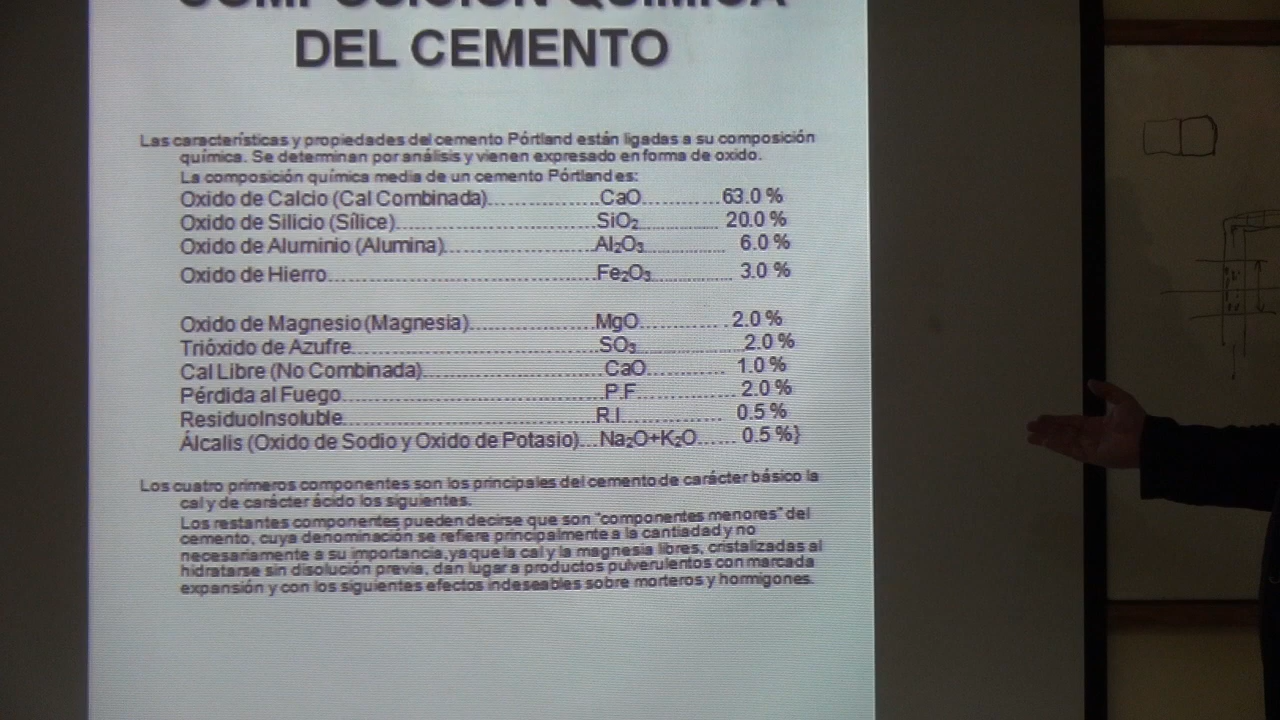 COMPOSICIÓN QUÍMICA
DEL CEMENTO
Las características y propiedades del cemento Pórtland están ligadas a su composición
química. Se determinan por análisis y vienen expresado en forma de oxido.
La composición química media de un cemento Pórtland es:
Oxido de Calcio (Cal Combinada)..................CaO............63.0 %
Oxido de Silicio (Sílice)................................SiO₂................ 20.0 %
Oxido de Aluminio (Alumina)........................Al₂O₃................ 6.0 %
Oxido de Hierro...........................................Fe₂O₃................ 3.0 %
Oxido de Magnesio (Magnesia)....................MgO.............. 2.0 %
Trióxido de Azufre.......................................SO₃....................2.0 %
Cal Libre (No Combinada)............................CaO............ 1.0 %
Pérdida al Fuego.........................................P.F................ 2.0 %
ResiduoInsoluble.........................................R.I................ 0.5 %
Álcalis (Oxido de Sodio y Oxido de Potasio)...Na₂O+K₂O...... 0.5 %}
Los cuatro primeros componentes son los principales del cemento de carácter básico la
cal y de carácter ácido los siguientes.
Los restantes componentes pueden decirse que son "componentes menores" del
cemento, cuya denominación se refiere principalmente a la cantiadad y no
necesariamente a su importancia, ya que la cal y la magnesia libres, cristalizadas al
hidratarse sin disolución previa, dan lugar a productos pulverulentos con marcada
expansión y con los siguientes efectos indeseables sobre morteros y hormigones.